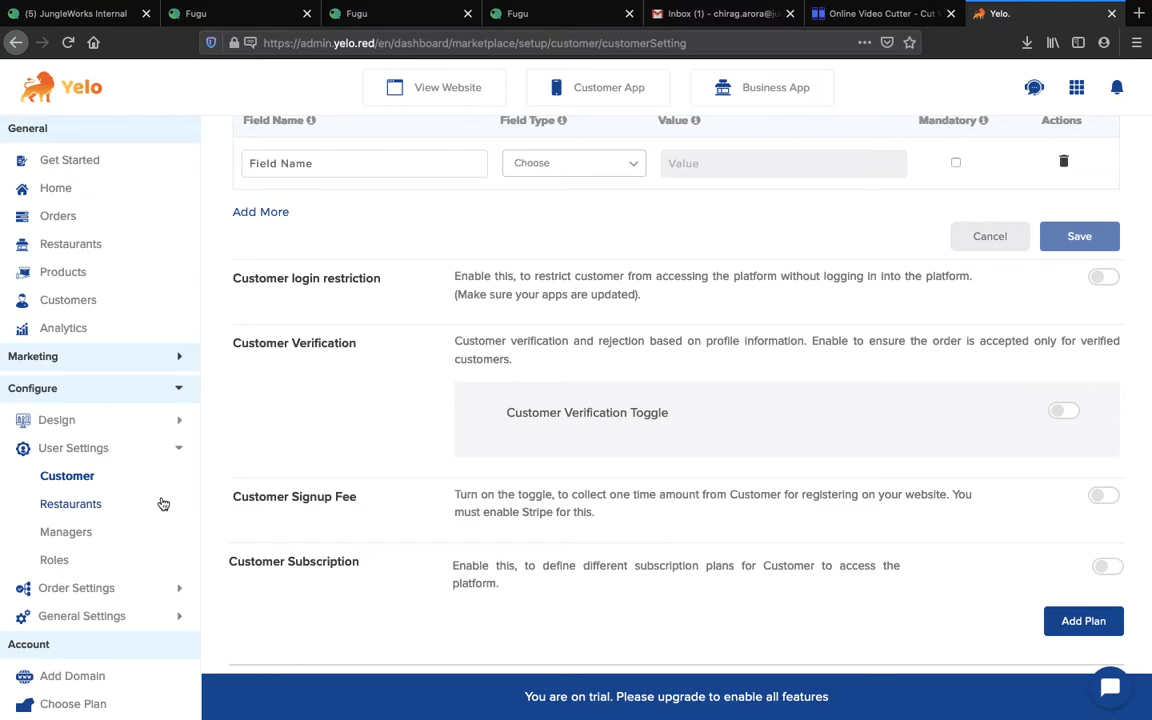 (5) JungleWorks Internal
Fugu
Fugu
Fugu
Inbox (1) - chirag.arora@ju
Online Video Cutter - Cut V
Yelo.
https://admin.yelo.red/en/dashboard/marketplace/setup/customer/customerSetting
Yelo
View Website
Customer App
Business App
General
Get Started
Home
Orders
Restaurants
Products
Customers
Analytics
Marketing
Configure
Design
User Settings
Customer
Restaurants
Managers
Roles
Order Settings
General Settings
Account
Add Domain
Choose Plan
Field Name
Field Type
Value
Mandatory
Actions
Field Name
Choose
Value
Add More
Cancel
Save
Customer login restriction
Enable this, to restrict customer from accessing the platform without logging in into the platform.
(Make sure your apps are updated).
Customer Verification
Customer verification and rejection based on profile information. Enable to ensure the order is accepted only for verified
customers.
Customer Verification Toggle
Customer Signup Fee
Turn on the toggle, to collect one time amount from Customer for registering on your website. You
must enable Stripe for this.
Customer Subscription
Enable this, to define different subscription plans for Customer to access the
platform.
Add Plan
You are on trial. Please upgrade to enable all features